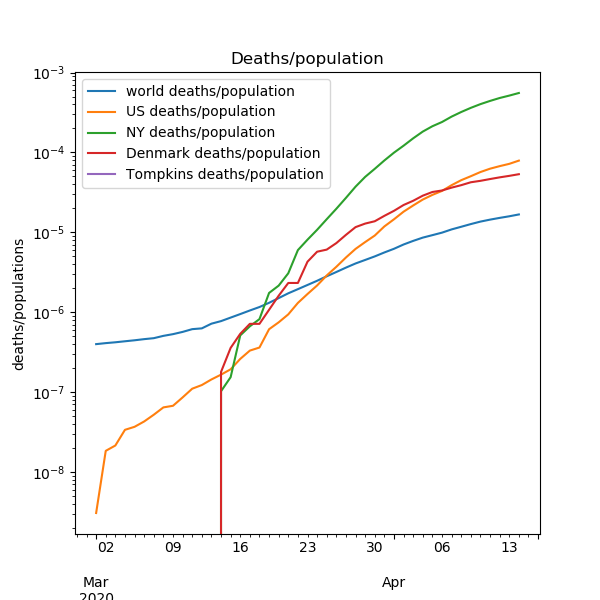 Deaths/population
10⁻³
10⁻⁴
10⁻⁵
10⁻⁶
10⁻⁷
10⁻⁸
deaths/populations
world deaths/population
US deaths/population
NY deaths/population
Denmark deaths/population
Tompkins deaths/population
02 09 16 23 30 06 13
Mar Apr
2020